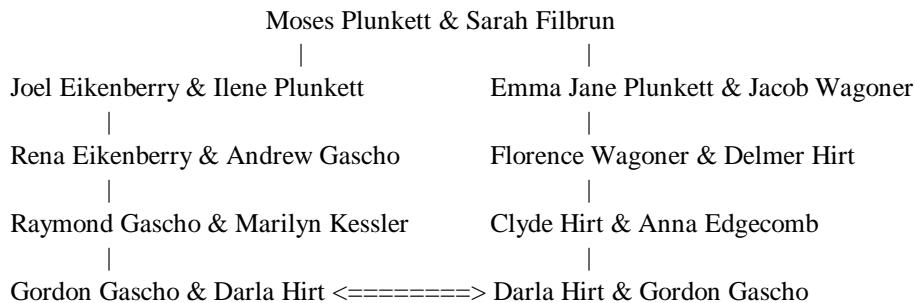 Moses Plunkett & Sarah Filbrun
| |
Joel Eikenberry & Ilene Plunkett Emma Jane Plunkett & Jacob Wagoner
| |
Rena Eikenberry & Andrew Gascho Florence Wagoner & Delmer Hirt
| |
Raymond Gascho & Marilyn Kessler Clyde Hirt & Anna Edgecomb
| |
Gordon Gascho & Darla Hirt <========> Darla Hirt & Gordon Gascho